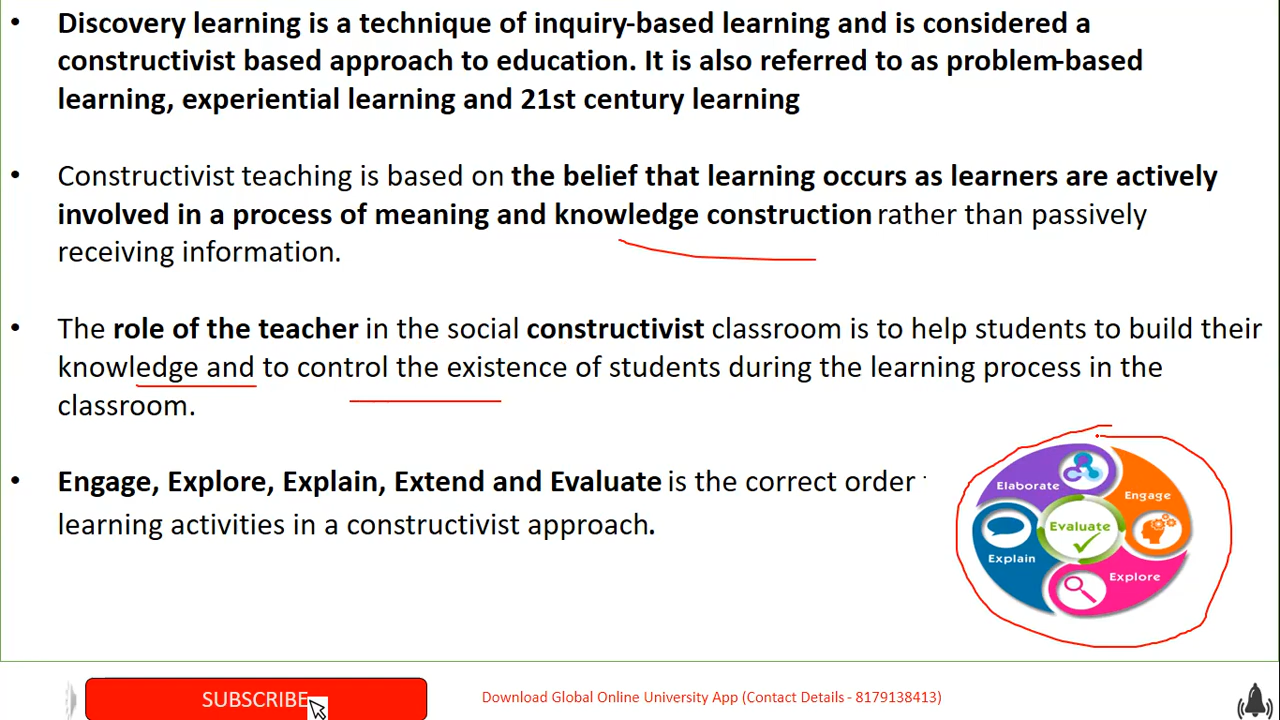 • Discovery learning is a technique of inquiry-based learning and is considered a
constructivist based approach to education. It is also referred to as problem-based
learning, experiential learning and 21st century learning
• Constructivist teaching is based on the belief that learning occurs as learners are actively
involved in a process of meaning and knowledge construction rather than passively
receiving information.
• The role of the teacher in the social constructivist classroom is to help students to build their
knowledge and to control the existence of students during the learning process in the
classroom.
• Engage, Explore, Explain, Extend and Evaluate is the correct order
learning activities in a constructivist approach.
Elaborate
Engage
Evaluate
Explain
Explore
SUBSCRIBE
Download Global Online University App (Contact Details - 8179138413)